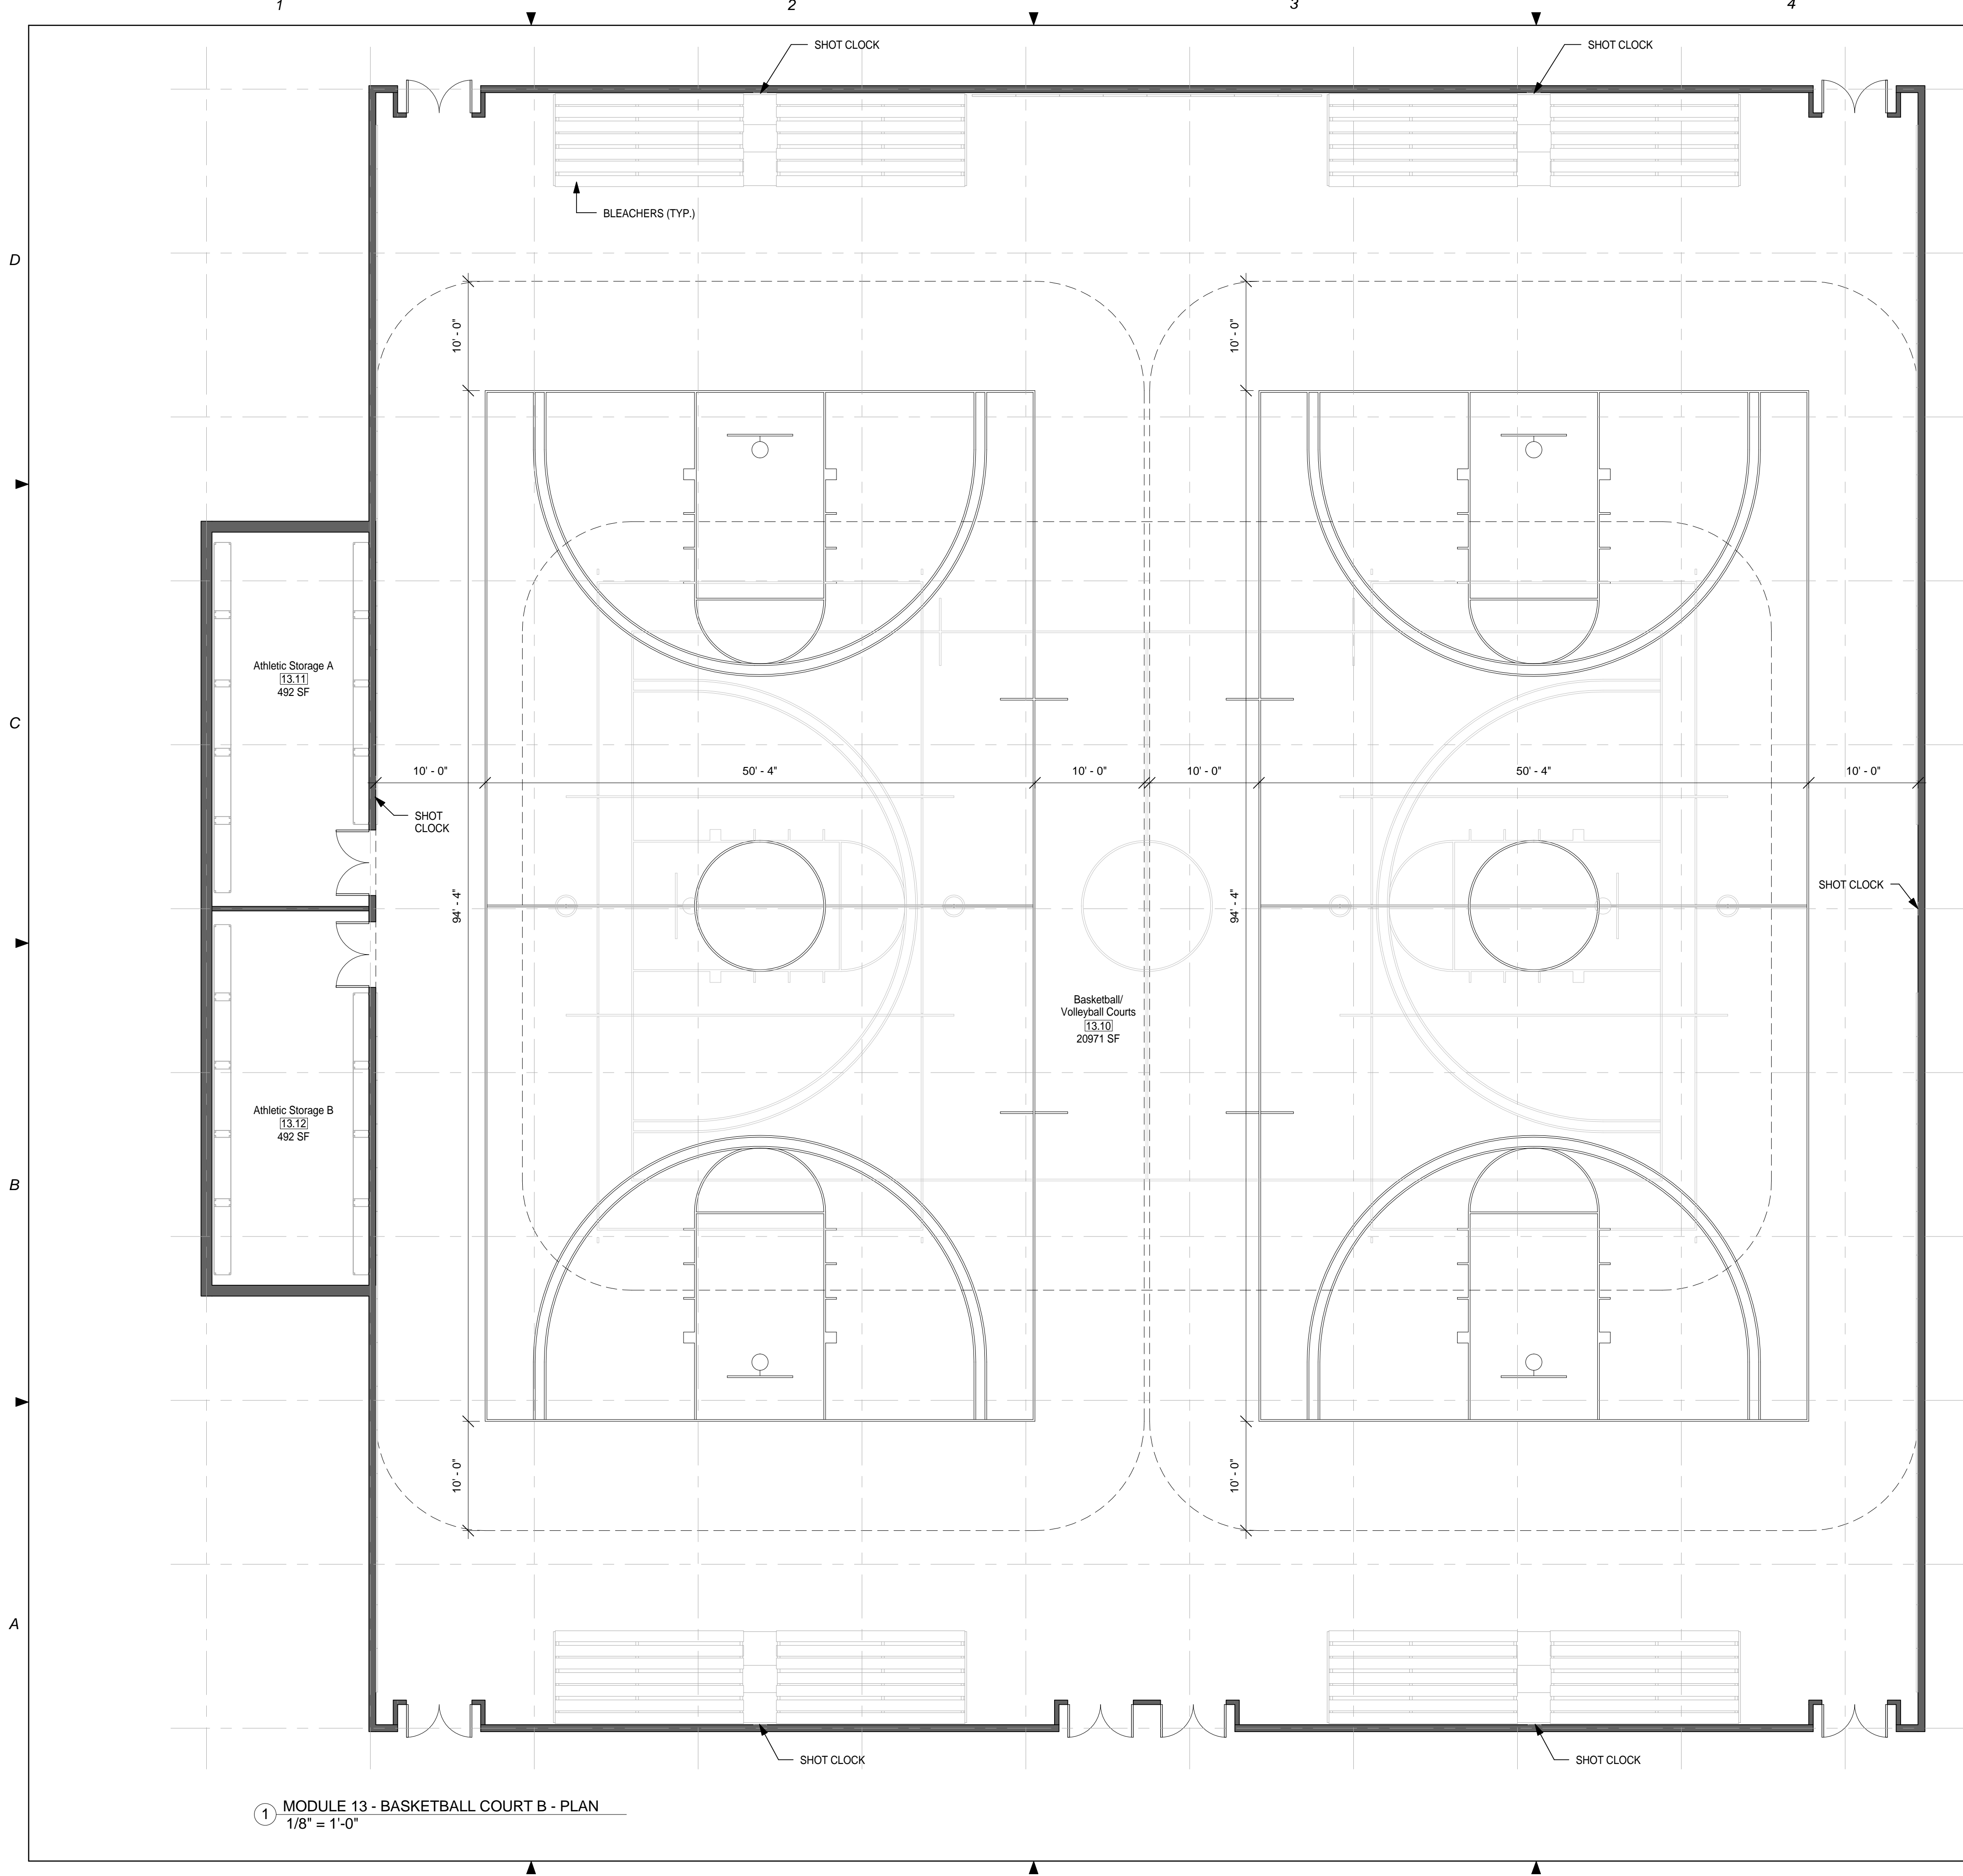 1
2
3
4
SHOT CLOCK
SHOT CLOCK
BLEACHERS (TYP.)
D
10' - 0"
10' - 0"
Athletic Storage A
13.11
492 SF
C
10' - 0"
50' - 4"
10' - 0"
10' - 0"
50' - 4"
10' - 0"
SHOT
CLOCK
94' - 4"
94' - 4"
SHOT CLOCK
Basketball/
Volleyball Courts
13.10
20971 SF
Athletic Storage B
13.12
492 SF
B
10' - 0"
10' - 0"
A
SHOT CLOCK
SHOT CLOCK
1
MODULE 13 - BASKETBALL COURT B - PLAN
1/8" = 1'-0"